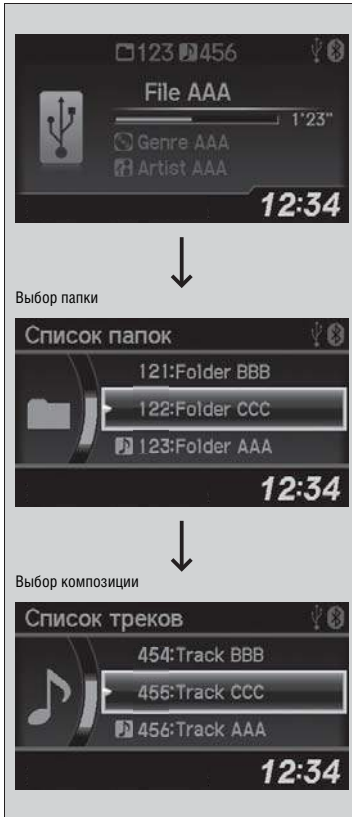 123 456
File AAA
1'23"
Genre AAA
Artist AAA
12:34
Выбор папки
Список папок
121:Folder BBB
122:Folder CCC
123:Folder AAA
12:34
Выбор композиции
Список треков
454:Track BBB
455:Track CCC
456:Track AAA
12:34